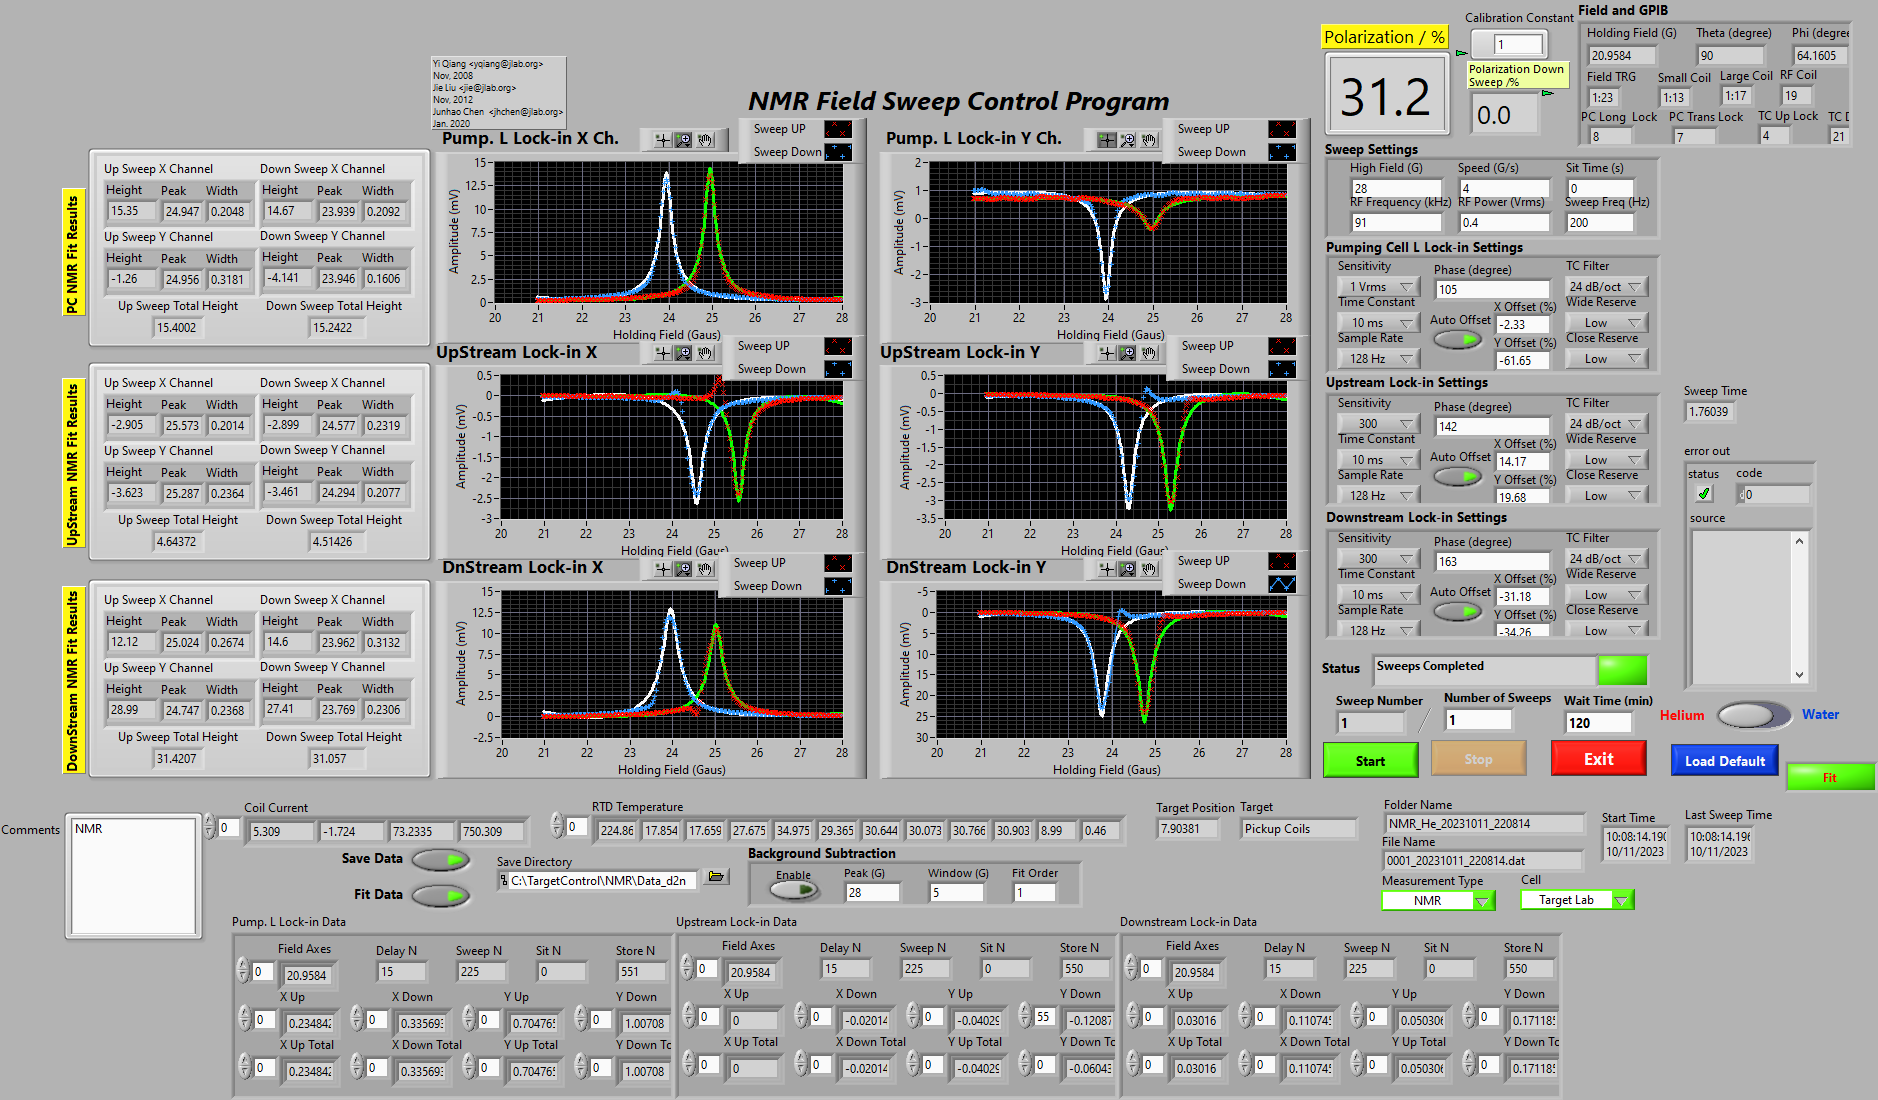 Yi Qiang <yqiang@jlab.org>
Nov, 2008
Jie Liu <jie@jlab.org>
Nov, 2012
Junhao Chen <jhchen@jlab.org>
Jan. 2020
NMR Field Sweep Control Program
Polarization / %
31.2
Calibration Constant
1
Polarization Down
Sweep /%
0.0
Field and GPIB
Holding Field (G) Theta (degree) Phi (degree
20.9584 90 64.1605
Field TRG Small Coil Large Coil RF Coil
1:23 1:13 1:17 19
PC Long Lock PC Trans Lock TC Up Lock TC D
8 7 4 21
PC NMR Fit Results
Up Sweep X Channel Down Sweep X Channel
Height Peak Width Height Peak Width
15.35 24.947 0.2048 14.67 23.939 0.2092
Up Sweep Y Channel Down Sweep Y Channel
Height Peak Width Height Peak Width
-1.26 24.956 0.3181 -4.141 23.946 0.1606
Up Sweep Total Height Down Sweep Total Height
15.4002 15.2422
UpStream NMR Fit Results
Up Sweep X Channel Down Sweep X Channel
Height Peak Width Height Peak Width
-2.905 25.573 0.2014 -2.899 24.577 0.2319
Up Sweep Y Channel Down Sweep Y Channel
Height Peak Width Height Peak Width
-3.623 25.287 0.2364 -3.461 24.294 0.2077
Up Sweep Total Height Down Sweep Total Height
4.64372 4.51426
DownStream NMR Fit Results
Up Sweep X Channel Down Sweep X Channel
Height Peak Width Height Peak Width
12.12 25.024 0.2674 14.6 23.962 0.3132
Up Sweep Y Channel Down Sweep Y Channel
Height Peak Width Height Peak Width
28.99 24.747 0.2368 27.41 23.769 0.2306
Up Sweep Total Height Down Sweep Total Height
31.4207 31.057
Pump. L Lock-in X Ch.
Sweep UP
Sweep Down
Amplitude (mV)
15
12.5
10
7.5
5
2.5
0
20 21 22 23 24 25 26 27 28
Holding Field (Gaus)
Pump. L Lock-in Y Ch.
Sweep UP
Sweep Down
Amplitude (mV)
2
1
0
-1
-2
-3
20 21 22 23 24 25 26 27 28
Holding Field (Gaus)
UpStream Lock-in X
Sweep UP
Sweep Down
Amplitude (mV)
0.5
0
-0.5
-1
-1.5
-2
-2.5
-3
20 21 22 23 24 25 26 27 28
Holding Field (Gaus)
UpStream Lock-in Y
Sweep UP
Sweep Down
Amplitude (mV)
0.5
0
-0.5
-1
-1.5
-2
-2.5
-3
-3.5
20 21 22 23 24 25 26 27 28
Holding Field (Gaus)
DnStream Lock-in X
Sweep UP
Sweep Down
Amplitude (mV)
15
12.5
10
7.5
5
2.5
0
-2.5
20 21 22 23 24 25 26 27 28
Holding Field (Gaus)
DnStream Lock-in Y
Sweep UP
Sweep Down
Amplitude (mV)
-5
0
5
10
15
20
25
30
20 21 22 23 24 25 26 27 28
Holding Field (Gaus)
Sweep Settings
High Field (G) Speed (G/s) Sit Time (s)
28 4 0
RF Frequency (kHz) RF Power (Vrms) Sweep Freq (Hz)
91 0.4 200
Pumping Cell L Lock-in Settings
Sensitivity Phase (degree) TC Filter
1 Vrms 105 24 dB/oct
Time Constant X Offset (%) Wide Reserve
10 ms Auto Offset -2.33 Low
Sample Rate Y Offset (%) Close Reserve
128 Hz -61.65 Low
Upstream Lock-in Settings
Sensitivity Phase (degree) TC Filter
300 142 24 dB/oct
Time Constant X Offset (%) Wide Reserve
10 ms Auto Offset 14.17 Low
Sample Rate Y Offset (%) Close Reserve
128 Hz 19.68 Low
Downstream Lock-in Settings
Sensitivity Phase (degree) TC Filter
300 163 24 dB/oct
Time Constant X Offset (%) Wide Reserve
10 ms Auto Offset -31.18 Low
Sample Rate Y Offset (%) Close Reserve
128 Hz -34.26 Low
Sweep Time
1.76039
error out
status code
0
source
Status Sweeps Completed
Sweep Number Number of Sweeps Wait Time (min)
1 / 1 120
Helium Water
Start Stop Exit Load Default Fit
Comments
NMR
Coil Current
0 5.309 -1.724 73.2335 750.309
RTD Temperature
0 224.86 17.854 17.659 27.675 34.975 29.365 30.644 30.073 30.766 30.903 8.99 0.46
Target Position Target
7.90381 Pickup Coils
Folder Name
NMR_He_20231011_220814
File Name
0001_20231011_220814.dat
Start Time
10:08:14.190
10/11/2023
Last Sweep Time
10:08:14.196
10/11/2023
Save Data
Fit Data
Save Directory
C:\TargetControl\NMR\Data_d2n
Background Subtraction
Enable Peak (G) Window (G) Fit Order
28 5 1
Measurement Type Cell
NMR Target Lab
Pump. L Lock-in Data
Field Axes Delay N Sweep N Sit N Store N
0 20.9584 15 225 0 551
X Up X Down Y Up Y Down
0 0.234842 0 0.335693 0 0.704765 0 1.00708
X Up Total X Down Total Y Up Total Y Down To
0 0.234842 0 0.335693 0 0.704765 0 1.00708
Upstream Lock-in Data
Field Axes Delay N Sweep N Sit N Store N
0 20.9584 15 225 0 550
X Up X Down Y Up Y Down
0 0 0 -0.02014 0 -0.04029 55 -0.12087
X Up Total X Down Total Y Up Total Y Down Tc
0 0 0 -0.02014 0 -0.04029 0 -0.06043
Downstream Lock-in Data
Field Axes Delay N Sweep N Sit N Store N
0 20.9584 15 225 0 550
X Up X Down Y Up Y Down
0 0.03016 0 0.110745 0 0.050306 0 0.171185
X Up Total X Down Total Y Up Total Y Down Tc
0 0.03016 0 0.110745 0 0.050306 0 0.171185